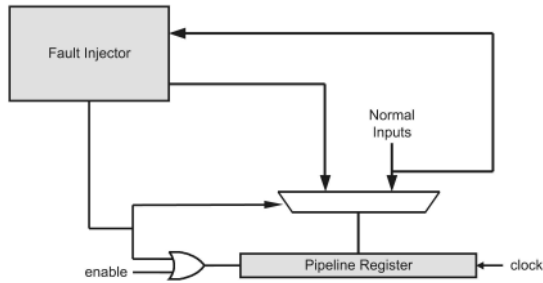 Fault Injector
Normal
Inputs
Pipeline Register
clock
enable